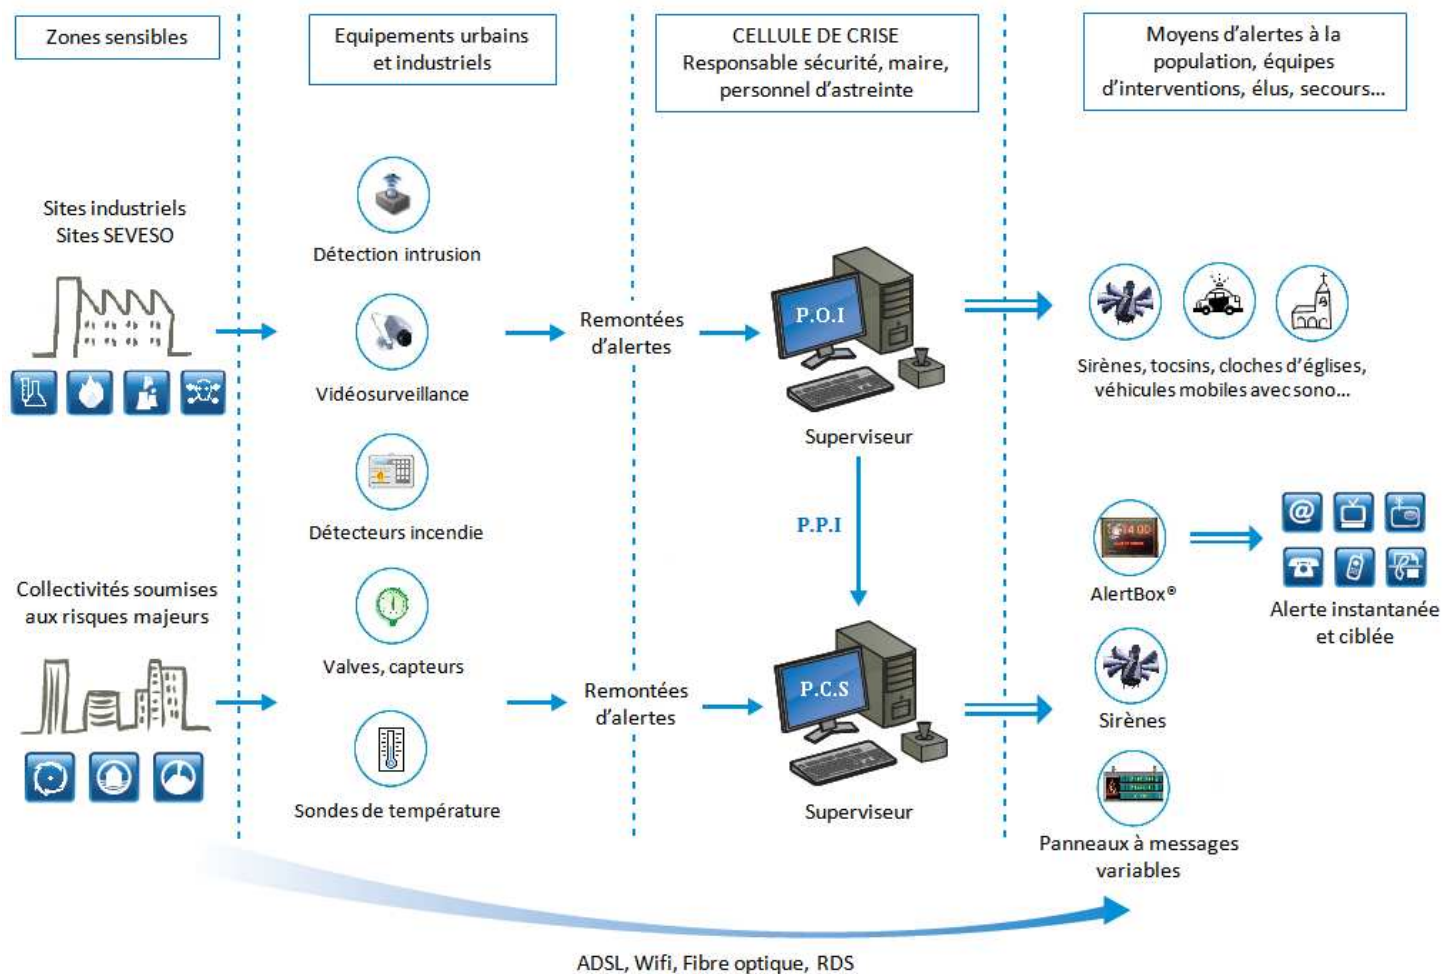 Zones sensibles
Equipements urbains
et industriels
CELLULE DE CRISE
Responsable sécurité, maire,
personnel d'astreinte
Moyens d'alertes à la
population, équipes
d'interventions, élus, secours...
Sites industriels
Sites SEVESO
Détection intrusion
Vidéosurveillance
Détecteurs incendie
Valves, capteurs
Sondes de température
Collectivités soumises
aux risques majeurs
Remontées
d'alertes
P.O.I
Superviseur
P.P.I
Remontées
d'alertes
P.C.S
Superviseur
Sirènes, tocsins, cloches d'églises,
véhicules mobiles avec sono...
14:00
AlertBox®
@
Alerte instantanée
et ciblée
Sirènes
Panneaux à messages
variables
ADSL, Wifi, Fibre optique, RDS